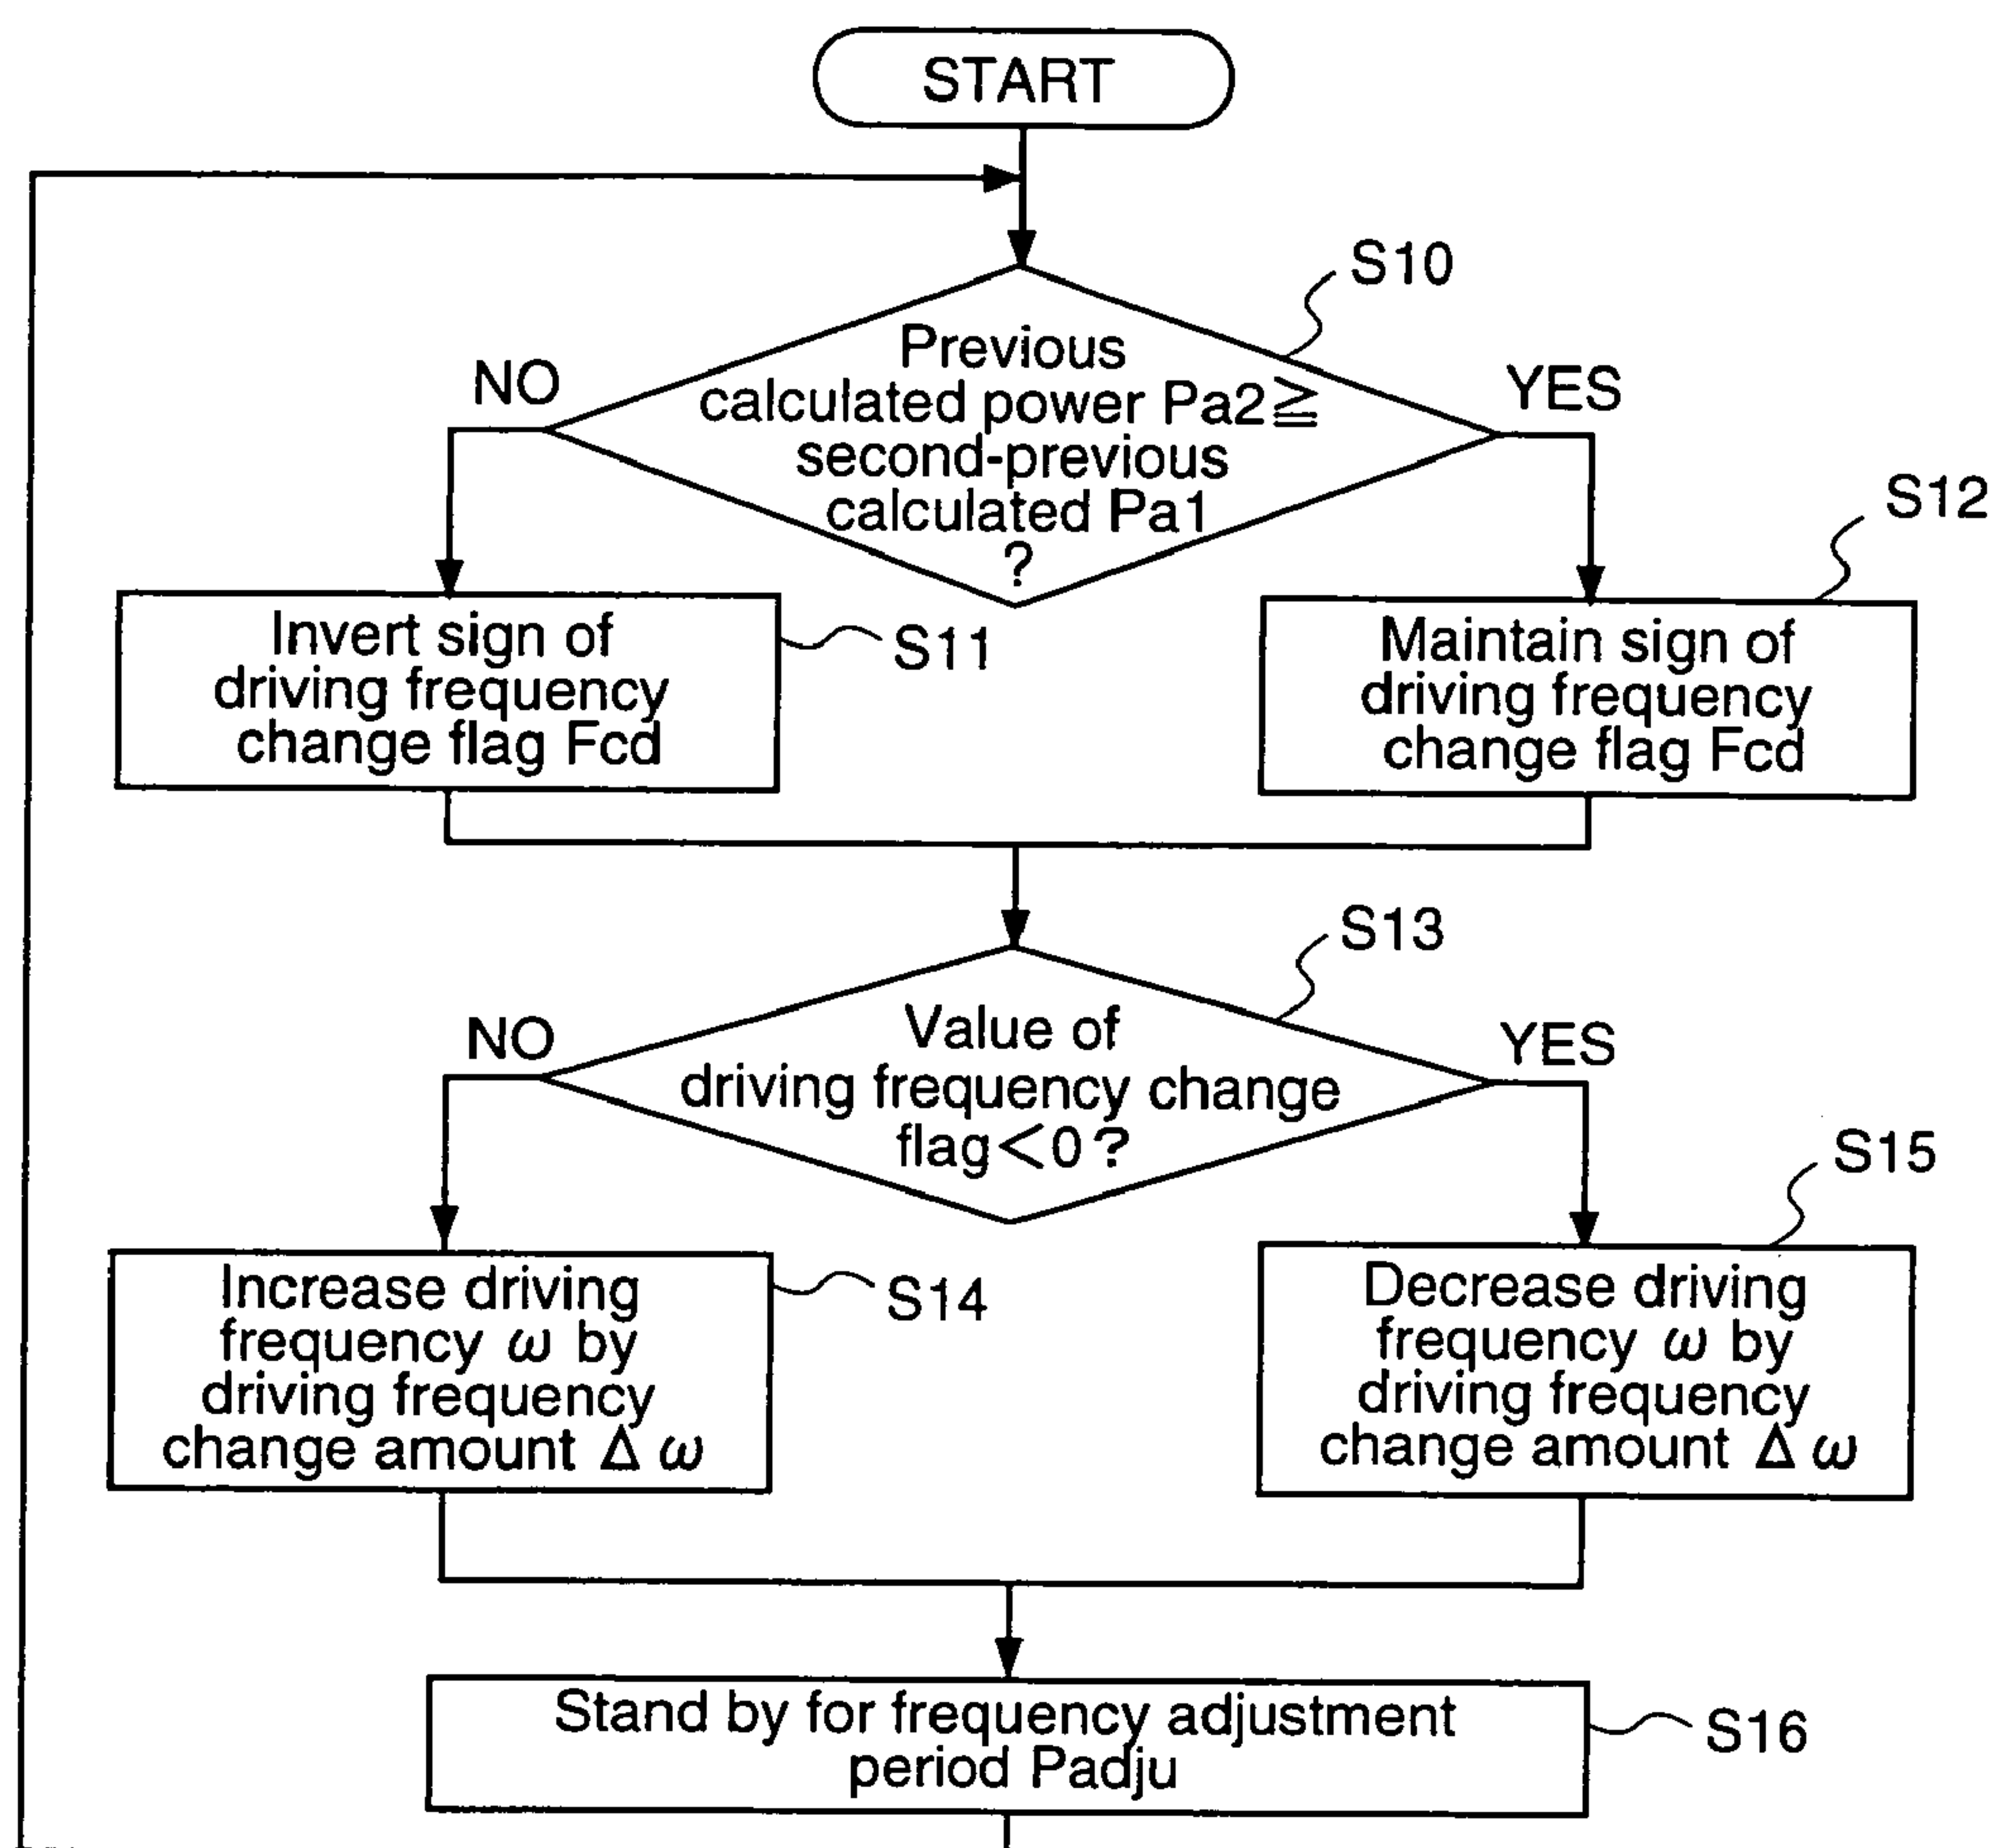 START
S10
Previous
calculated power Pa2≧
second-previous
calculated Pa1
?
NO
YES
S12
Invert sign of
driving frequency
change flag Fcd
S11
Maintain sign of
driving frequency
change flag Fcd
S13
Value of
driving frequency change
flag<0?
NO
YES
S15
Increase driving
frequency ω by
driving frequency
change amount Δω
S14
Decrease driving
frequency ω by
driving frequency
change amount Δω
Stand by for frequency adjustment
period Padju
S16